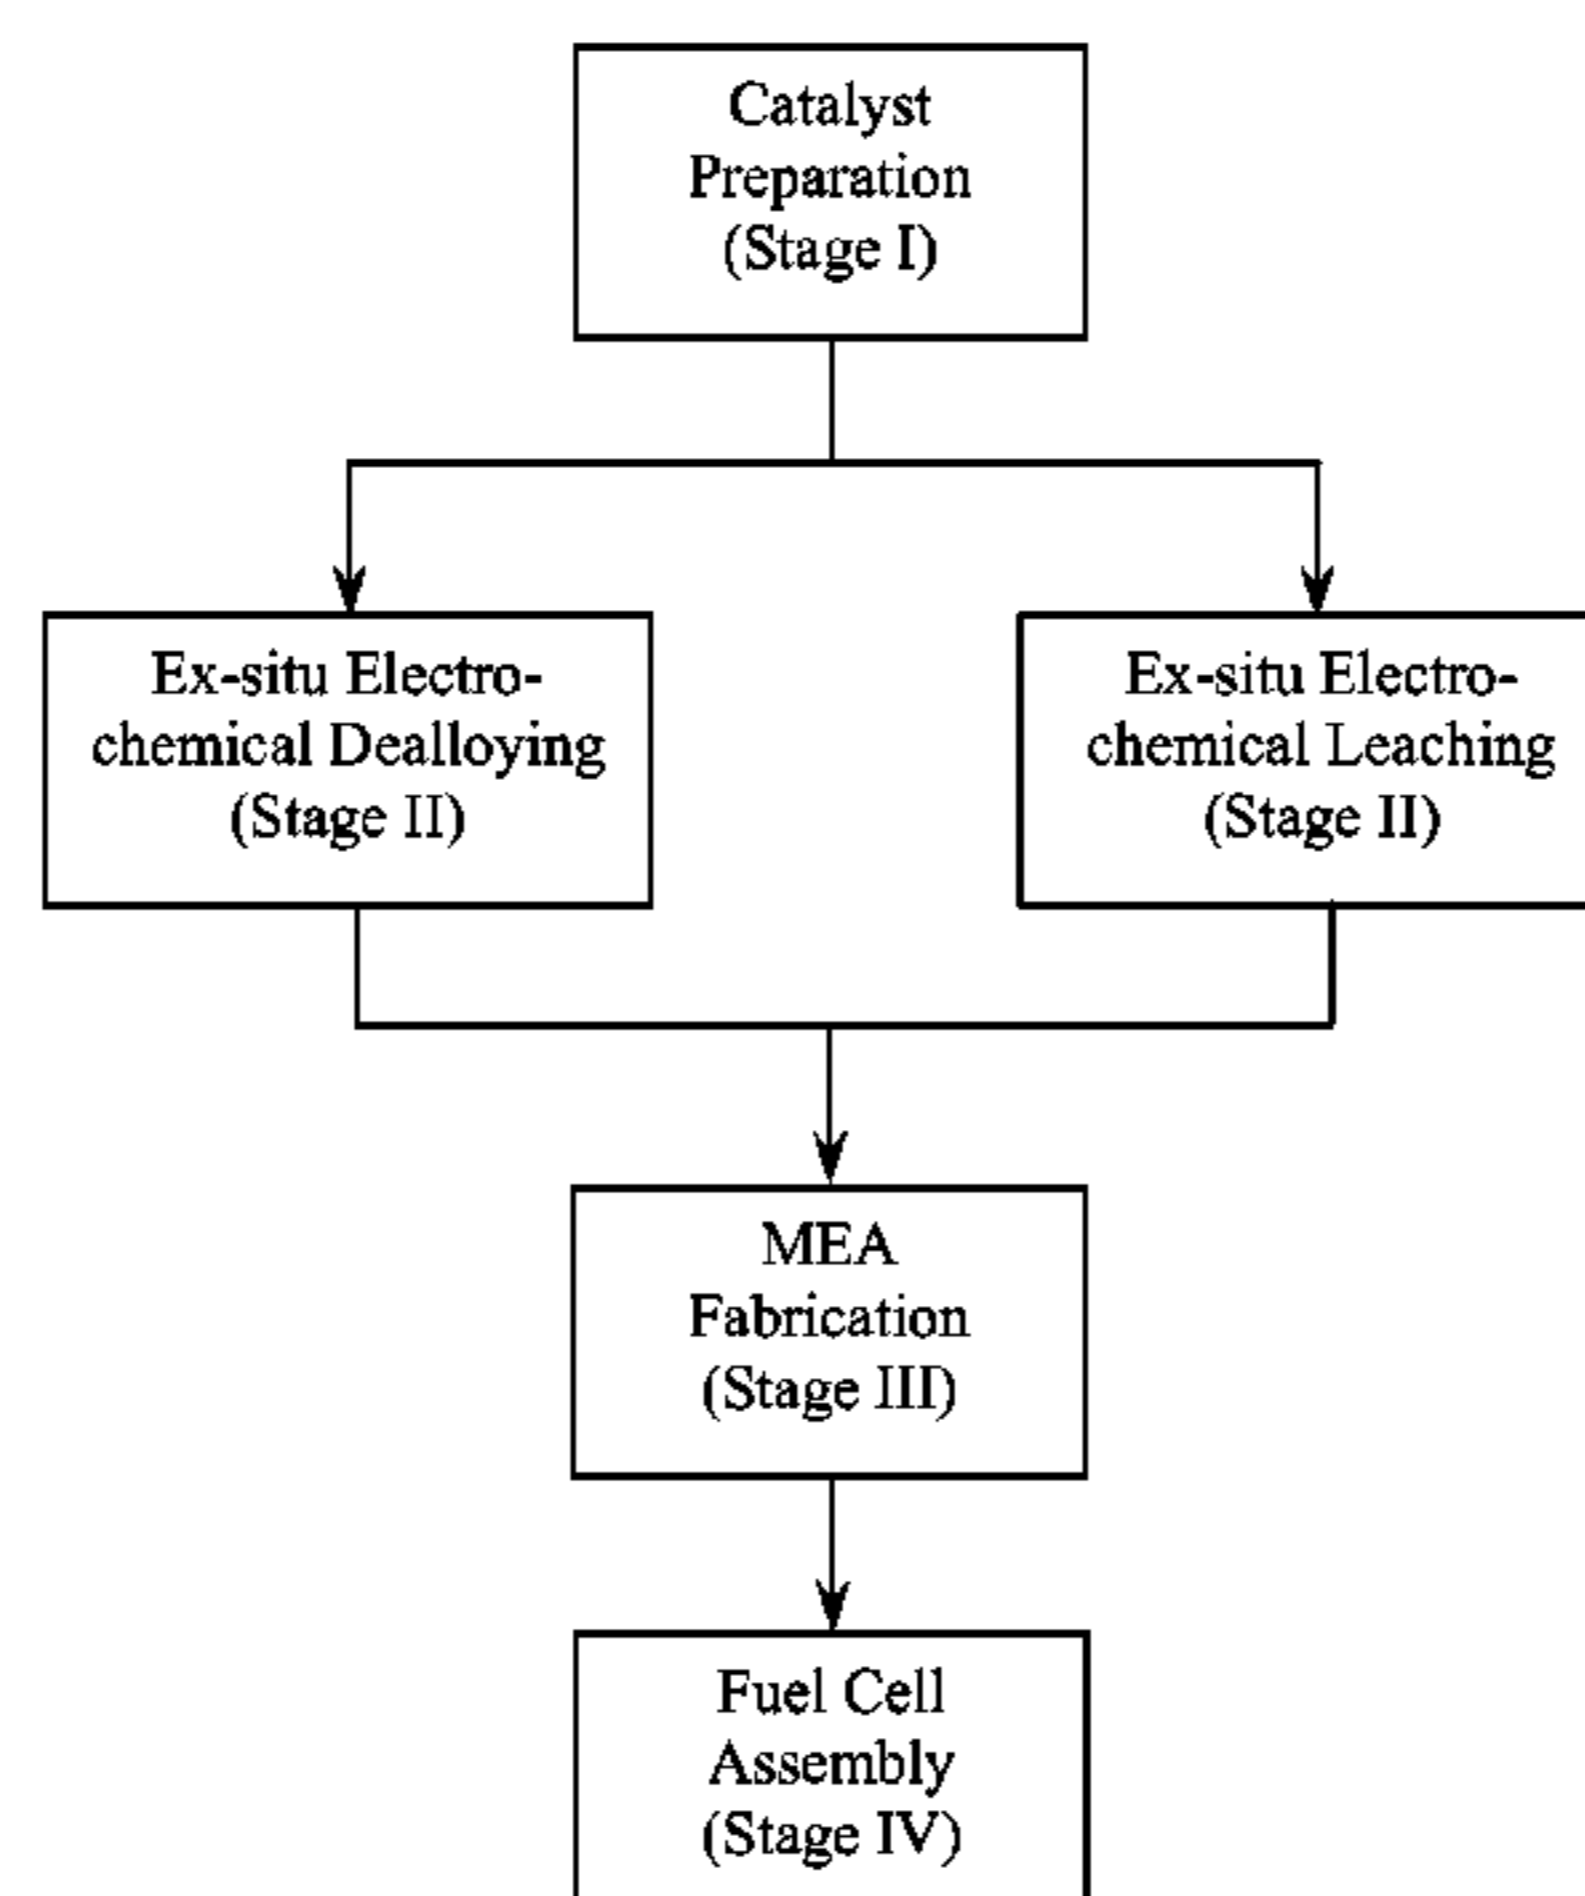 Catalyst
Preparation
(Stage I)
Ex-situ Electro-
chemical Dealloying
(Stage II)
Ex-situ Electro-
chemical Leaching
(Stage II)
MEA
Fabrication
(Stage III)
Fuel Cell
Assembly
(Stage IV)